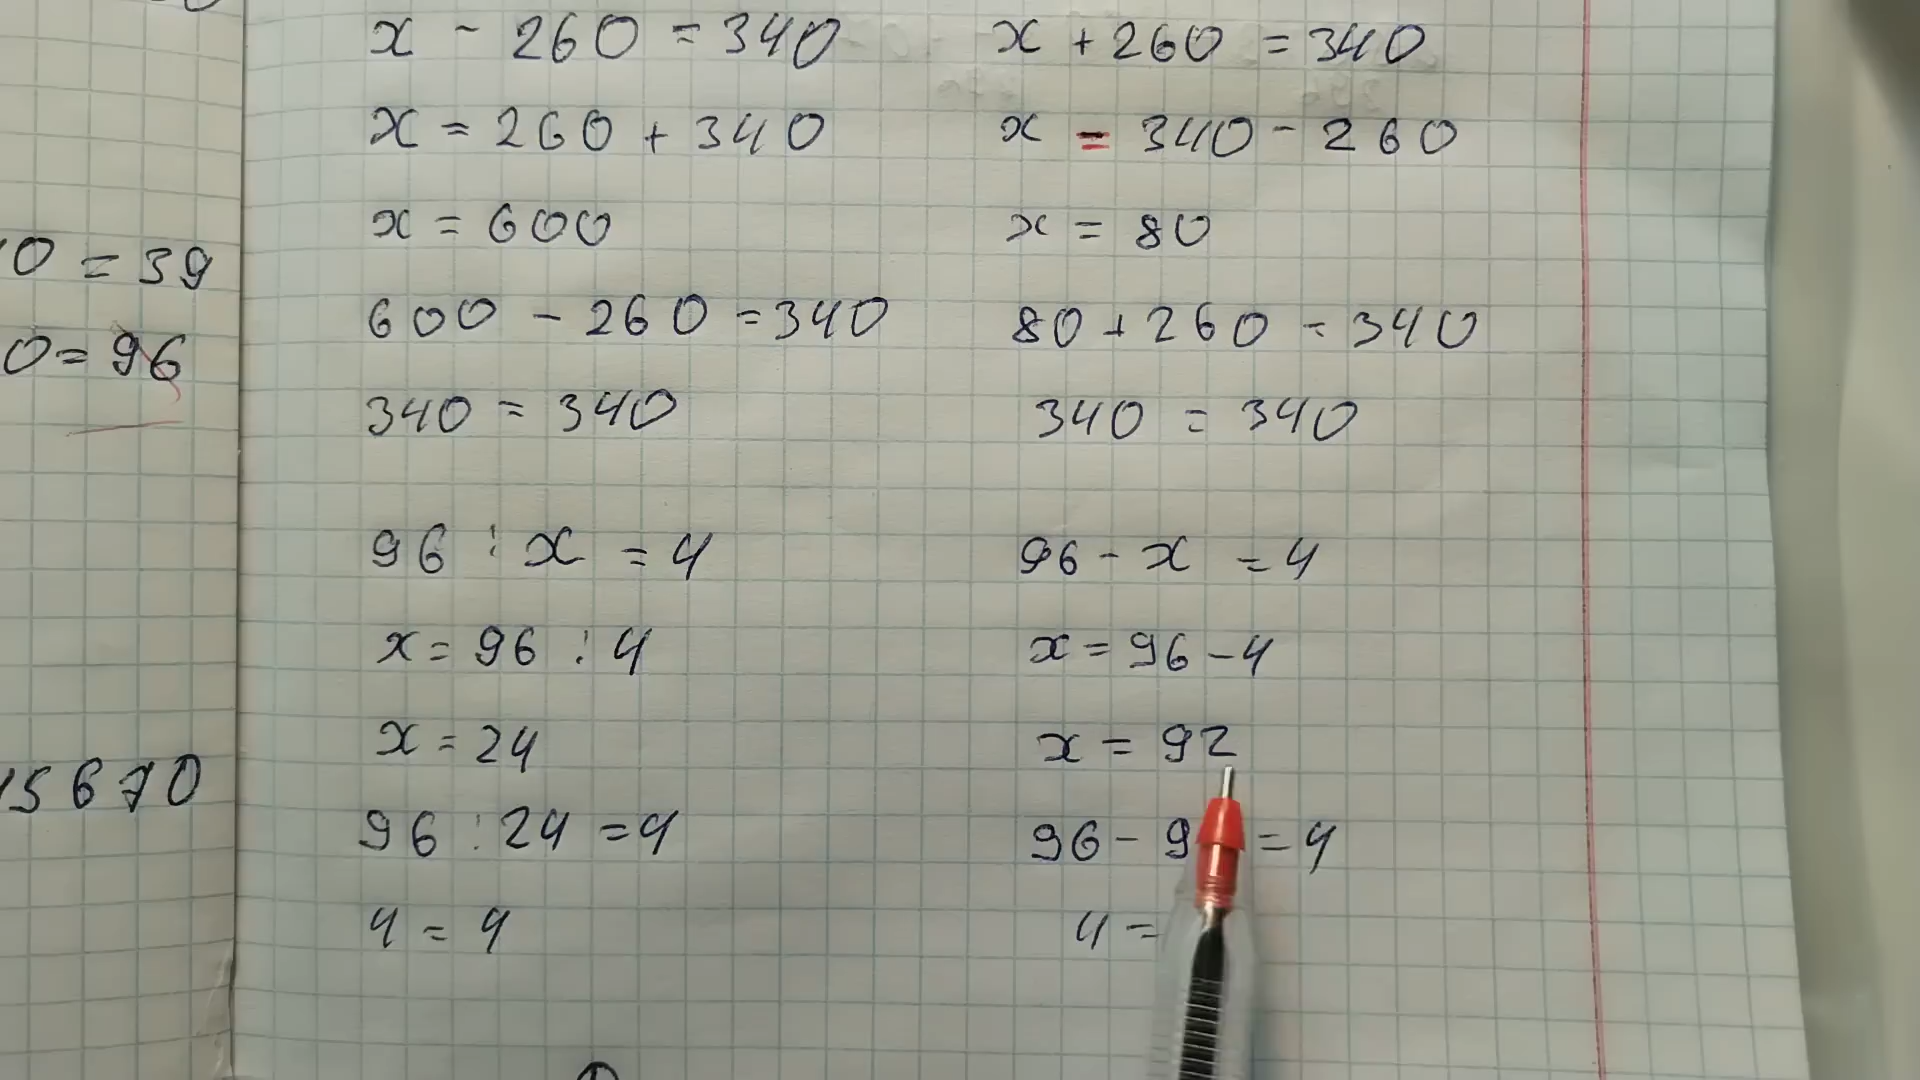 0 = 39
0 = 96
15670
x - 260 = 340
x = 260 + 340
x = 600
600 - 260 = 340
340 = 340
x + 260 = 340
x = 340 - 260
x = 80
80 + 260 = 340
340 = 340
96 : x = 4
x = 96 : 4
x = 24
96 : 24 = 4
4 = 4
96 - x = 4
x = 96 - 4
x = 92
96 - 9 = 4
4 =